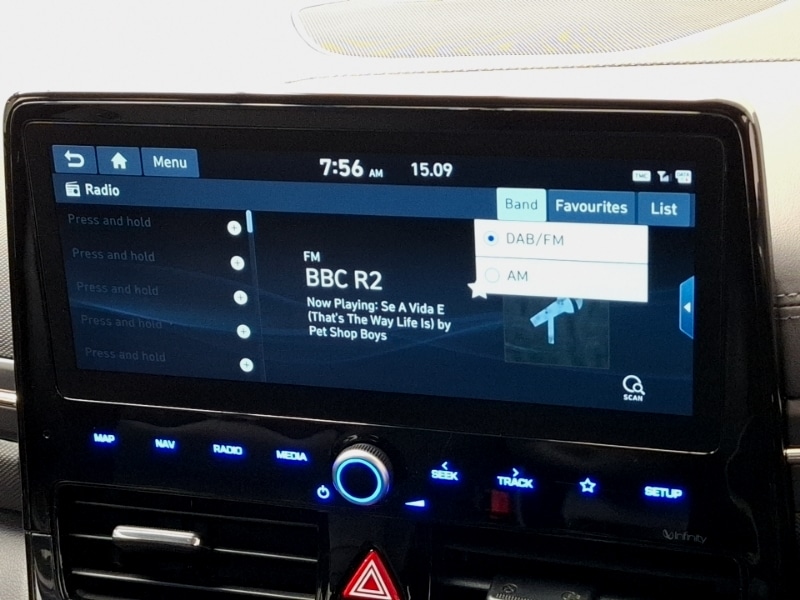 Menu
7:56 AM
15.09
Radio
Band
Favourites
List
Press and hold
Press and hold
Press and hold
Press and hold
Press and hold
DAB/FM
AM
FM
BBC R2
Now Playing: Se A Vida E
(That's The Way Life Is) by
Pet Shop Boys
SCAN
MAP
NAV
RADIO
MEDIA
SEEK
TRACK
SETUP
Infinity